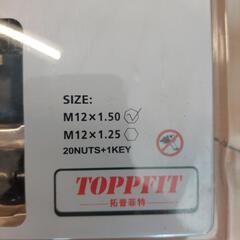 SIZE:
M12×1.50
M12×1.25
20NUTS+1KEY
TOPPFIT
拓普菲特